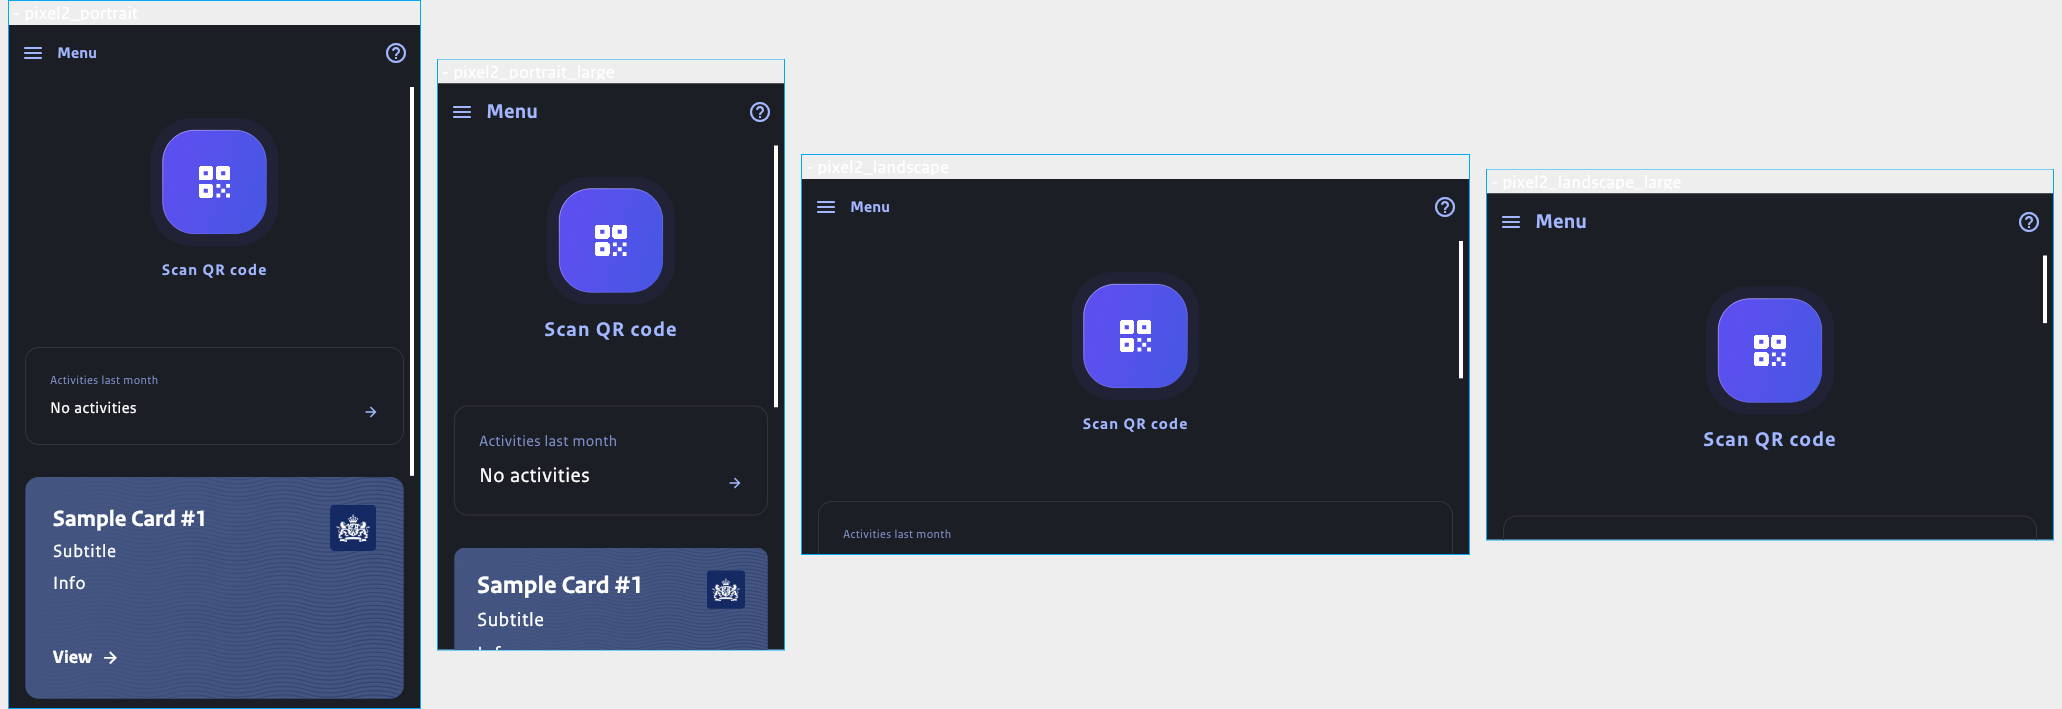 - pixel2_portrait
Menu
Scan QR code
Activities last month
No activities
Sample Card #1
Subtitle
Info
View
- pixel2_portrait_large
Menu
Scan QR code
Activities last month
No activities
Sample Card #1
Subtitle
- pixel2_landscape
Menu
Scan QR code
Activities last month
- pixel2_landscape_large
Menu
Scan QR code